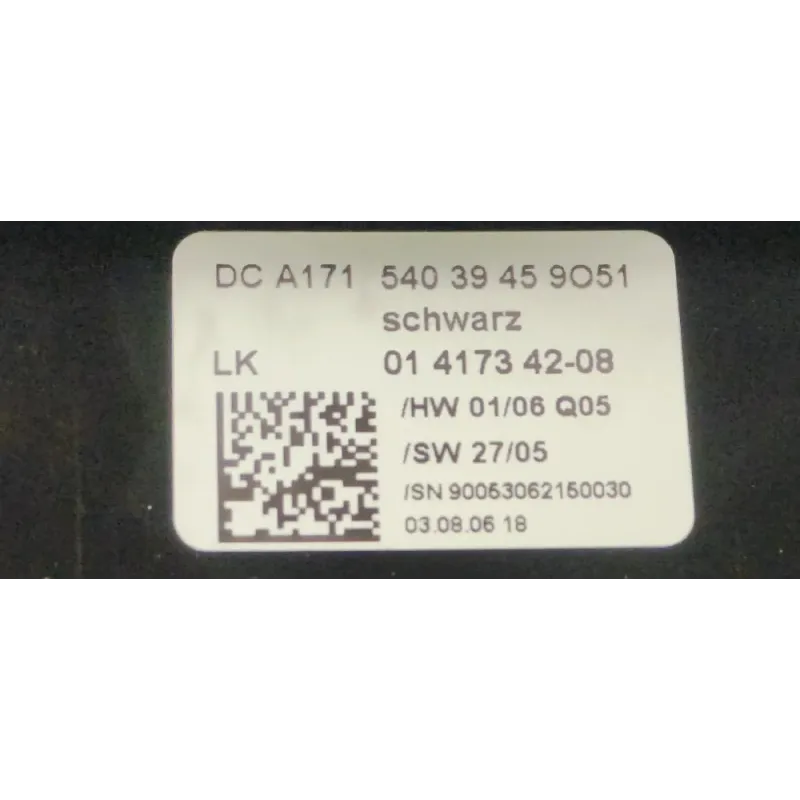 DC A171 540 39 45 9O51
schwarz
LK 01 4173 42-08
/HW 01/06 Q05
/SW 27/05
/SN 90053062150030
03.08.06 18